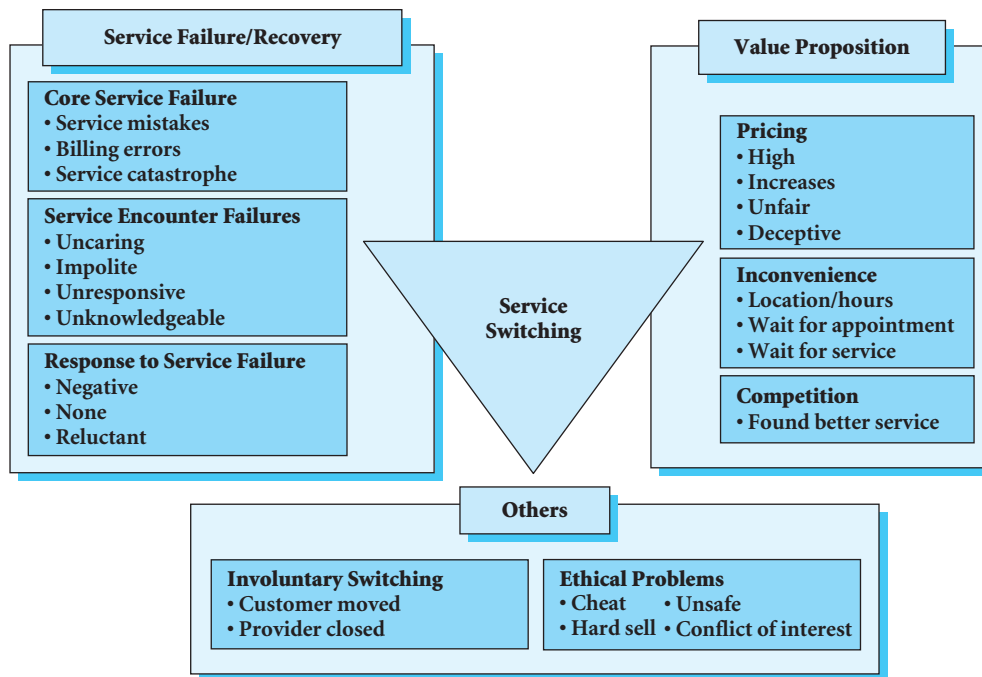 Service Failure/Recovery
Core Service Failure
• Service mistakes
• Billing errors
• Service catastrophe
Service Encounter Failures
• Uncaring
• Impolite
• Unresponsive
• Unknowledgeable
Response to Service Failure
• Negative
• None
• Reluctant
Service
Switching
Value Proposition
Pricing
• High
• Increases
• Unfair
• Deceptive
Inconvenience
• Location/hours
• Wait for appointment
• Wait for service
Competition
• Found better service
Others
Involuntary Switching
• Customer moved
• Provider closed
Ethical Problems
• Cheat • Unsafe
• Hard sell • Conflict of interest